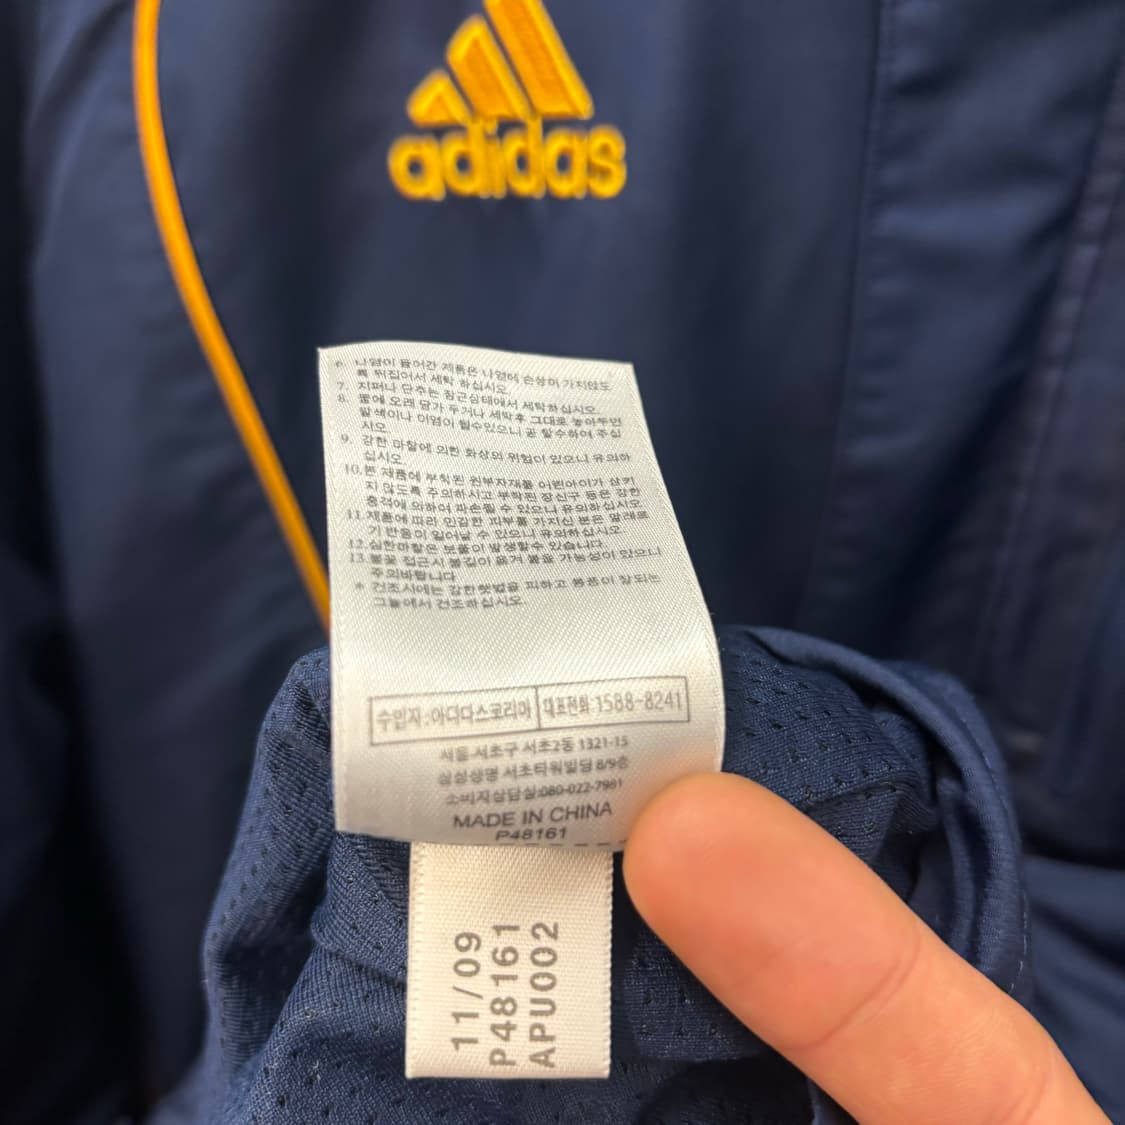 adidas
6. 나염이 들어간 제품은 나염에 손상이 가지않도
록 뒤집어서 세탁 하십시오.
7. 지퍼나 단추는 잠근상태에서 세탁하십시오.
8. 물에 오래 담가 두거나 세탁후 그대로 놓아두면
탈색이나 이염이 될수있으니 곧 탈수하여 주십
시오.
9. 강한 마찰에 의한 화상의 위험이 있으니 유의하
십시오.
10.본 제품에 부착된 원부자재를 어린아이가 삼키
지 않도록 주의하시고 부착된 장신구 등은 강한
충격에 의하여 파손될 수 있으니 유의하십시오.
11.제품에 따라 민감한 피부를 가지신 분은 알레르
기 반응이 일어날 수 있으니 유의하십시오.
12.심한마찰은 보풀이 발생할수 있습니다.
13.불꽃 접근시 불길이 옮겨 붙을 가능성이 있으니
주의바랍니다
* 건조시에는 강한햇볕을 피하고 통풍이 잘되는
그늘에서 건조하십시오.
수입자:아디다스코리아 대표전화:1588-8241
서울 서초구 서초2동 1321-15
삼성생명 서초타워빌딩 8/9층
소비자상담실:080-022-7981
MADE IN CHINA
P48161
11/09
P48161
APU002